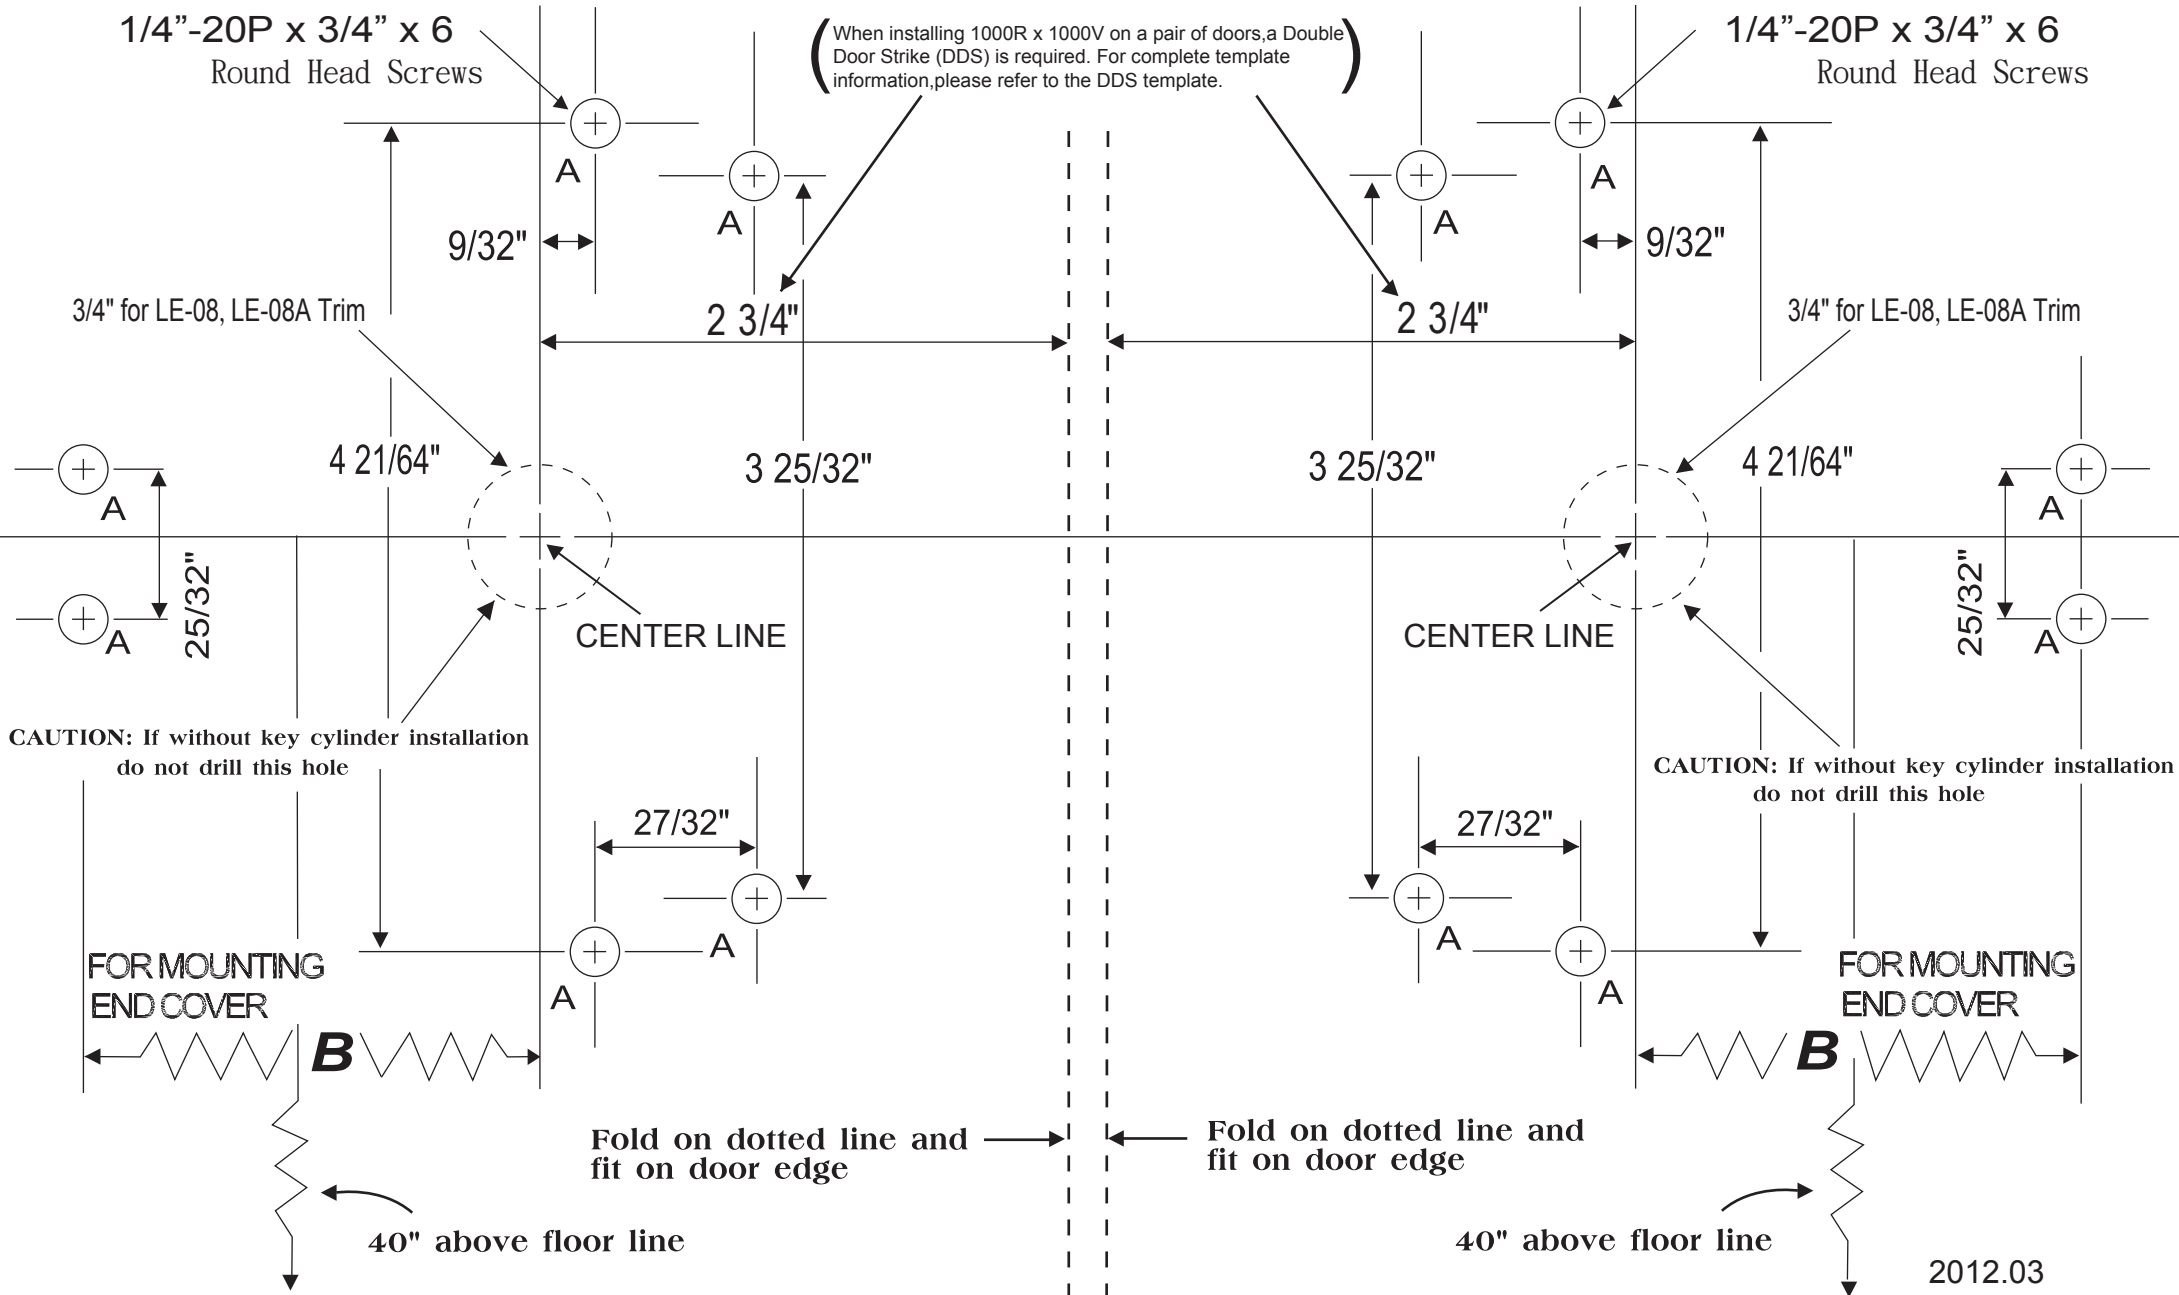 1/4”-20P x 3/4” x 6
Round Head Screws
(When installing 1000R x 1000V on a pair of doors,a Double
Door Strike (DDS) is required. For complete template
information,please refer to the DDS template.)
1/4”-20P x 3/4” x 6
Round Head Screws
A
A
A
A
9/32"
9/32"
3/4" for LE-08, LE-08A Trim
2 3/4"
2 3/4"
3/4" for LE-08, LE-08A Trim
4 21/64"
3 25/32"
3 25/32"
4 21/64"
A
A
25/32"
25/32"
A
A
CENTER LINE
CENTER LINE
CAUTION: If without key cylinder installation
do not drill this hole
CAUTION: If without key cylinder installation
do not drill this hole
27/32"
27/32"
A
A
A
A
FOR MOUNTING
END COVER
FOR MOUNTING
END COVER
B
B
Fold on dotted line and
fit on door edge
Fold on dotted line and
fit on door edge
40" above floor line
40" above floor line
2012.03